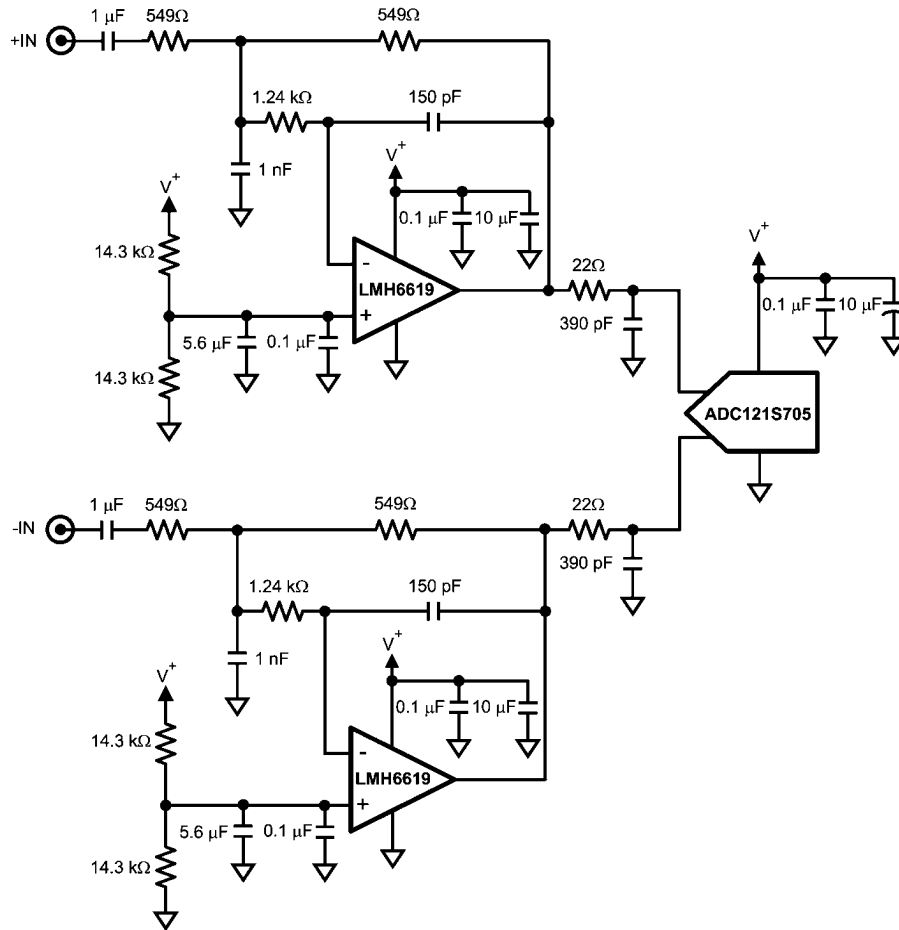 1 µF
549Ω
549Ω
+IN
1.24 kΩ
150 pF
1 nF
V+
V+
0.1 µF
10 µF
14.3 kΩ
-
LMH6619
+
22Ω
V+
390 pF
0.1 µF
10 µF
5.6 µF
0.1 µF
14.3 kΩ
ADC121S705
1 µF
549Ω
549Ω
22Ω
-IN
390 pF
1.24 kΩ
150 pF
1 nF
V+
V+
0.1 µF
10 µF
14.3 kΩ
-
LMH6619
+
5.6 µF
0.1 µF
14.3 kΩ